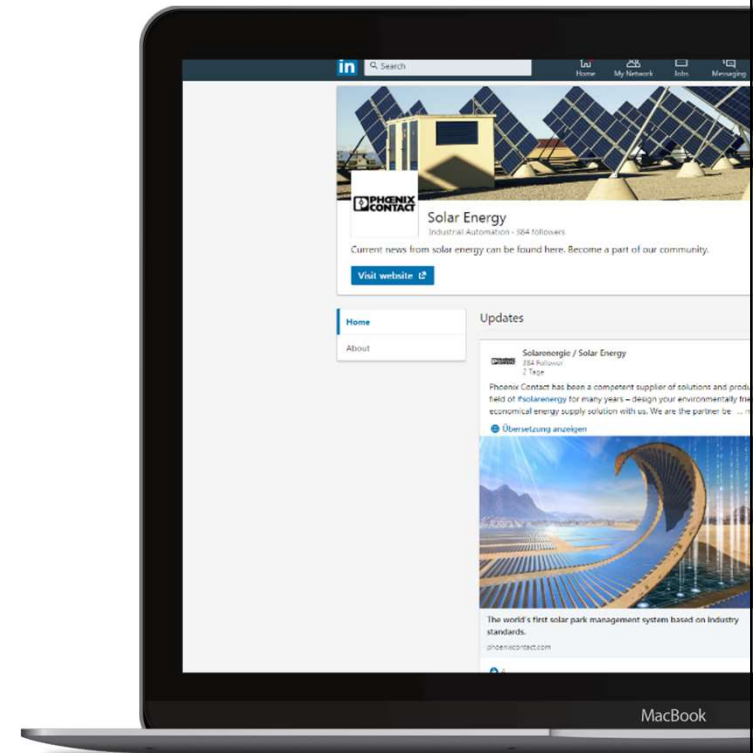 in
Search
Home My Network Jobs Messaging
PHŒNIX
CONTACT
Solar Energy
Industrial Automation - 384 followers
Current news from solar energy can be found here. Become a part of our community.
Visit website
Home
About
Updates
Solarenergie / Solar Energy
384 Follower
2 Tage
Phoenix Contact has been a competent supplier of solutions and produ
field of #solarenergy for many years – design your environmentally frie
economical energy supply solution with us. We are the partner be ...
Übersetzung anzeigen
The world's first solar park management system based on industry
standards.
phoenixcontact.com
MacBook